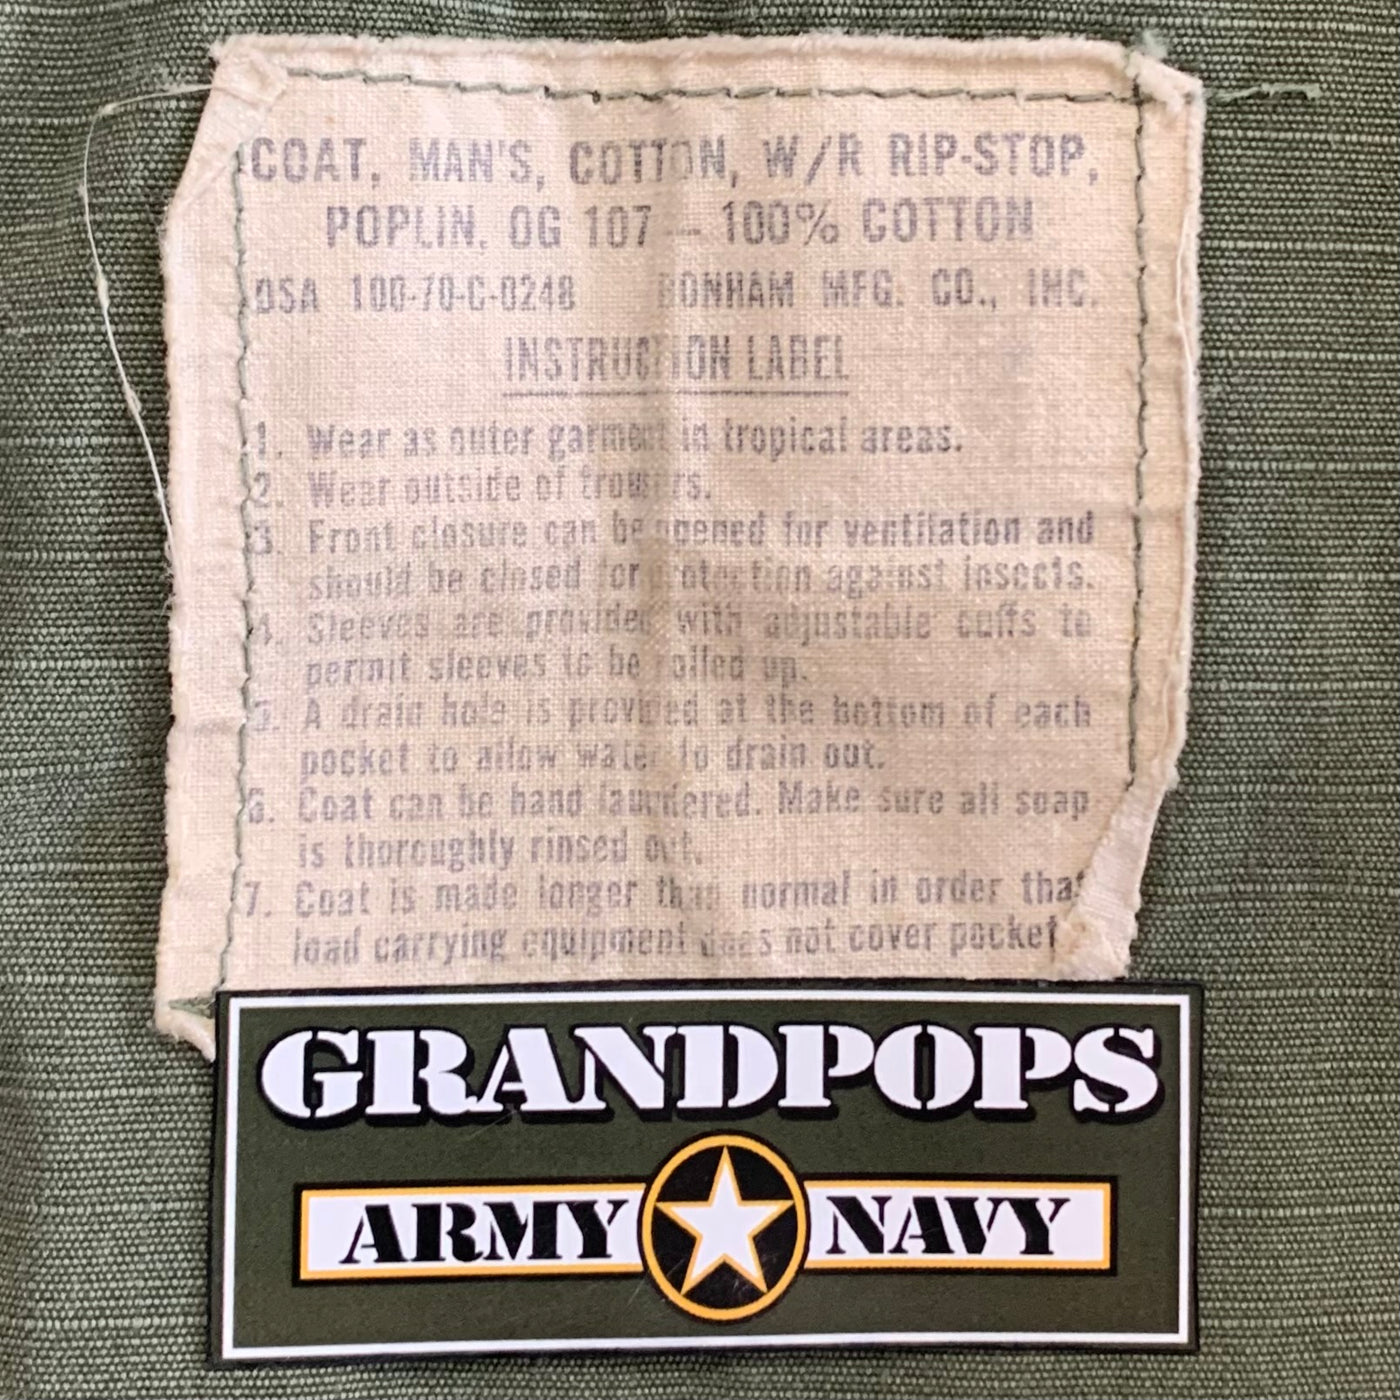 COAT, MAN'S, COTTON, W/R RIP-STOP,
POPLIN, OG 107 — 100% COTTON
DSA 100-70-C-0248 BONHAM MFG. CO., INC.
INSTRUCTION LABEL
1. Wear as outer garment in tropical areas.
2. Wear outside of trousers.
3. Front closure can be opened for ventilation and
should be closed for protection against insects.
4. Sleeves are provided with adjustable cuffs to
permit sleeves to be rolled up.
5. A drain hole is provided at the bottom of each
pocket to allow water to drain out.
6. Coat can be hand laundered. Make sure all soap
is thoroughly rinsed out.
7. Coat is made longer than normal in order that
load carrying equipment does not cover pocket
GRANDPOPS
ARMY NAVY